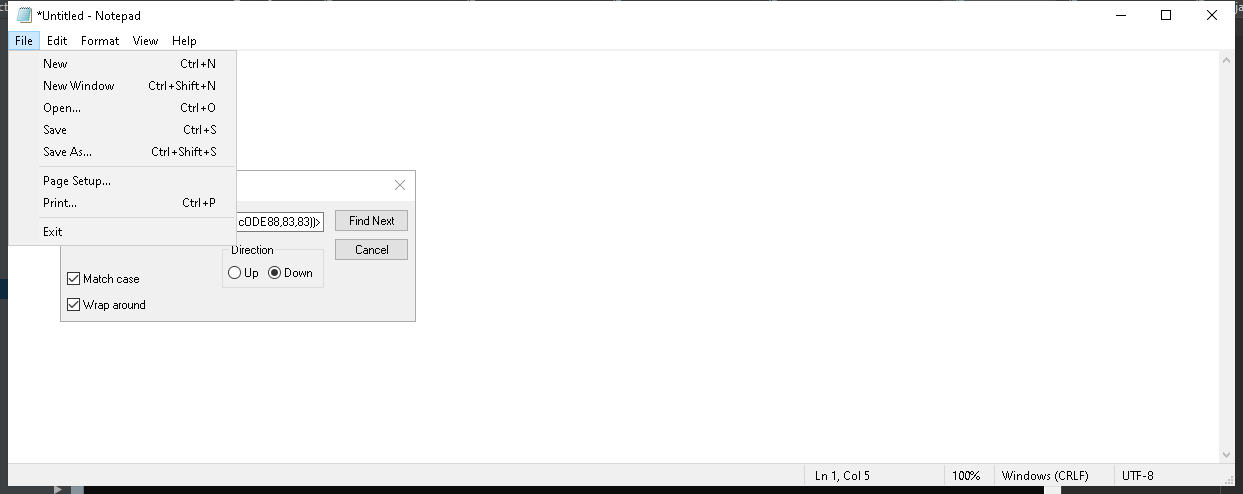 *Untitled - Notepad
File Edit Format View Help
New Ctrl+N
New Window Ctrl+Shift+N
Open... Ctrl+O
Save Ctrl+S
Save As... Ctrl+Shift+S
Page Setup...
Print... Ctrl+P
Exit
cODE88,83,83))> Find Next
Cancel
Direction
Up Down
Match case
Wrap around
Ln 1, Col 5 100% Windows (CRLF) UTF-8